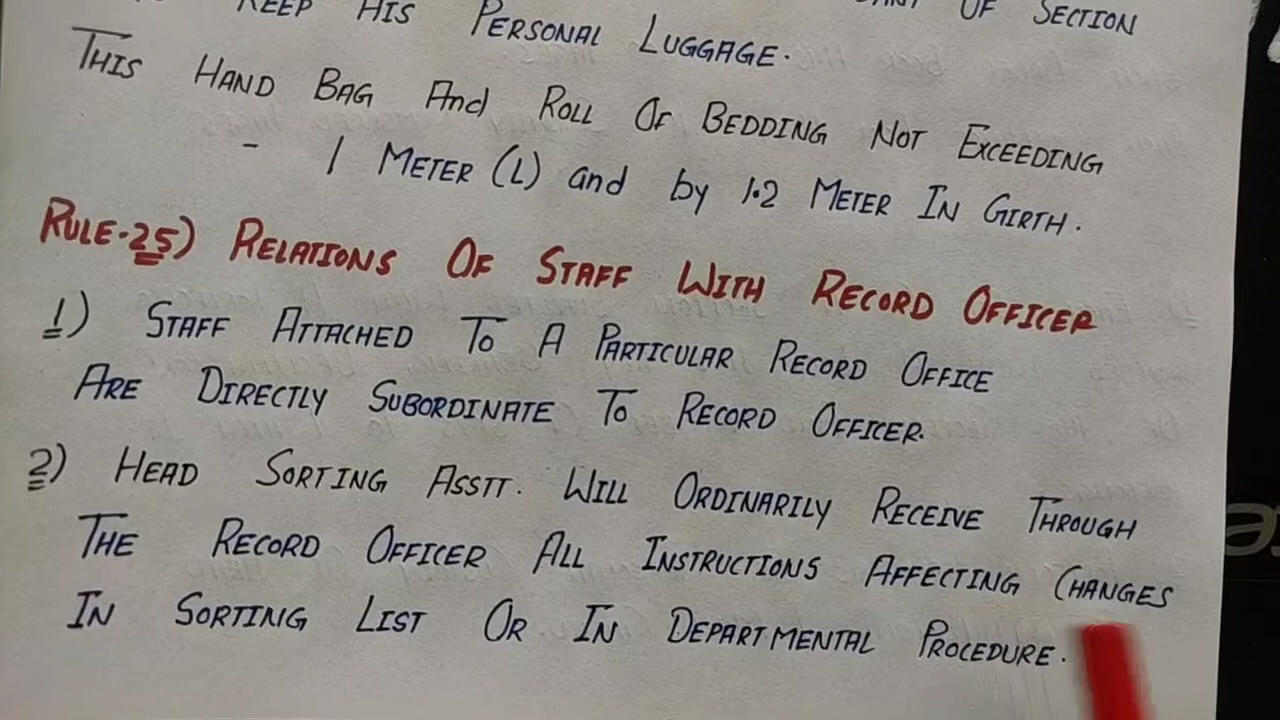 KEEP HIS PERSONAL LUGGAGE. OF SECTION
THIS HAND BAG And ROLL OF BEDDING NOT EXCEEDING
- 1 METER (L) and by 1.2 METER IN GIRTH.
RULE-25) RELATIONS OF STAFF WITH RECORD OFFICER
1) STAFF ATTACHED TO A PARTICULAR RECORD OFFICE
ARE DIRECTLY SUBORDINATE TO RECORD OFFICER.
2) HEAD SORTING ASSTT. WILL ORDINARILY RECEIVE THROUGH
THE RECORD OFFICER ALL INSTRUCTIONS AFFECTING CHANGES
IN SORTING LIST OR IN DEPARTMENTAL PROCEDURE.